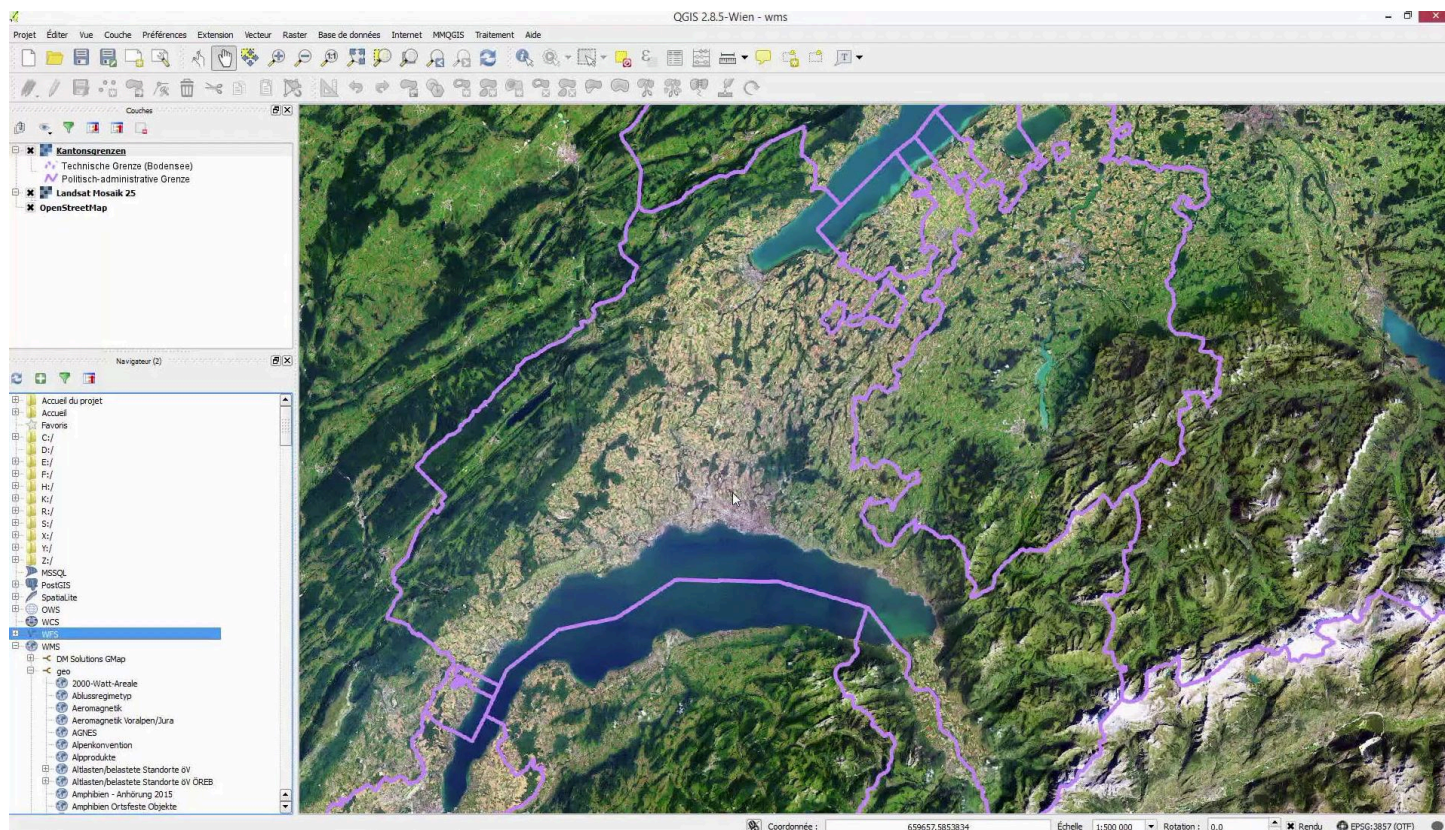 QGIS 2.8.5-Wien - wms
Projet Éditer Vue Couche Préférences Extension Vecteur Raster Base de données Internet MMQGIS Traitement Aide
Couches
Kantonsgrenzen
Technische Grenze (Bodensee)
Politisch-administrative Grenze
Landsat Mosaik 25
OpenStreetMap
Navigateur (2)
Accueil du projet
Accueil
Favoris
C:/
D:/
E:/
F:/
H:/
K:/
R:/
S:/
X:/
Y:/
Z:/
MSSQL
PostGIS
SpatiaLite
OWS
WCS
WFS
WMS
DM Solutions GMap
geo
2000-Watt-Areale
Ablussregimetyp
Aeromagnetik
Aeromagnetik Voralpen/Jura
AGNES
Alpenkonvention
Alpprodukte
Altlasten/belastete Standorte öV
Altlasten/belastete Standorte öV ÖREB
Amphibien - Anhörung 2015
Amphibien Ortsfeste Objekte
Coordonnée : 659657,5853834 Échelle 1:500 000 Rotation : 0,0 Rendu EPSG:3857 (OTF)